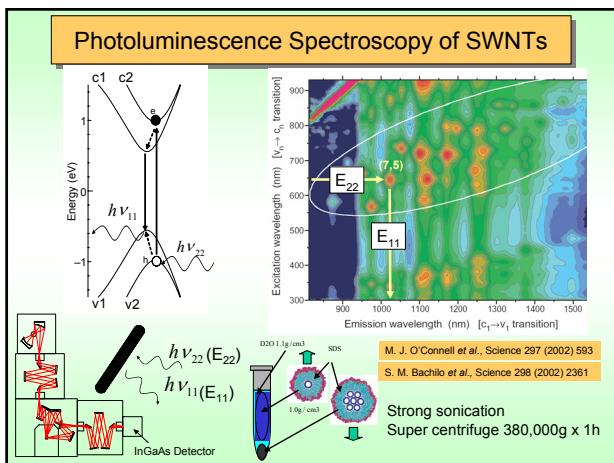 Photoluminescence Spectroscopy of SWNTs
c1 c2
e
1
0
−1
Energy (eV)
hν11
h
hν22
v1 v2
Excitation wavelength (nm) [vn→ cn transition]
900
800
700
600
500
400
300
(7,5)
E22
E11
900 1000 1100 1200 1300 1400 1500
Emission wavelength (nm) [c1→v1 transition]
hν22(E22)
hν11(E11)
InGaAs Detector
D2O 1.1g / cm3
SDS
1.0g / cm3
M. J. O'Connell et al., Science 297 (2002) 593
S. M. Bachilo et al., Science 298 (2002) 2361
Strong sonication
Super centrifuge 380,000g x 1h